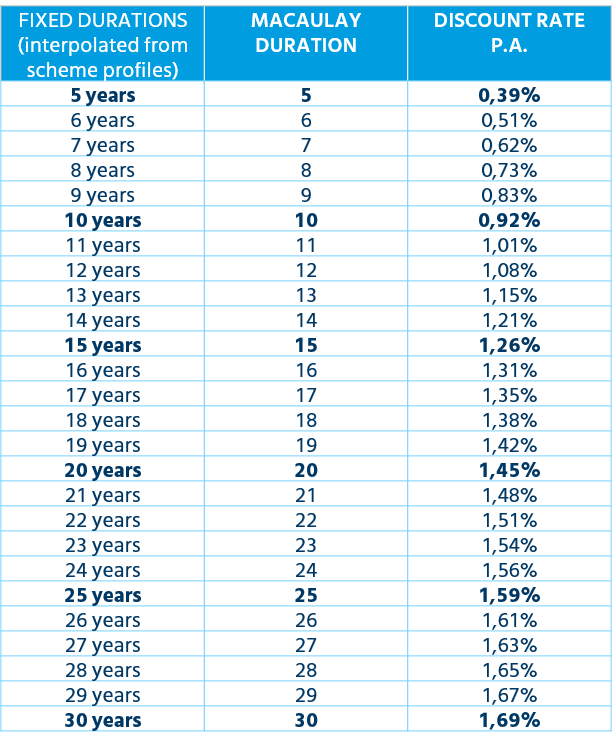 FIXED DURATIONS
(interpolated from
scheme profiles)
MACAULAY
DURATION
DISCOUNT RATE
P.A.
5 years 5 0,39%
6 years 6 0,51%
7 years 7 0,62%
8 years 8 0,73%
9 years 9 0,83%
10 years 10 0,92%
11 years 11 1,01%
12 years 12 1,08%
13 years 13 1,15%
14 years 14 1,21%
15 years 15 1,26%
16 years 16 1,31%
17 years 17 1,35%
18 years 18 1,38%
19 years 19 1,42%
20 years 20 1,45%
21 years 21 1,48%
22 years 22 1,51%
23 years 23 1,54%
24 years 24 1,56%
25 years 25 1,59%
26 years 26 1,61%
27 years 27 1,63%
28 years 28 1,65%
29 years 29 1,67%
30 years 30 1,69%